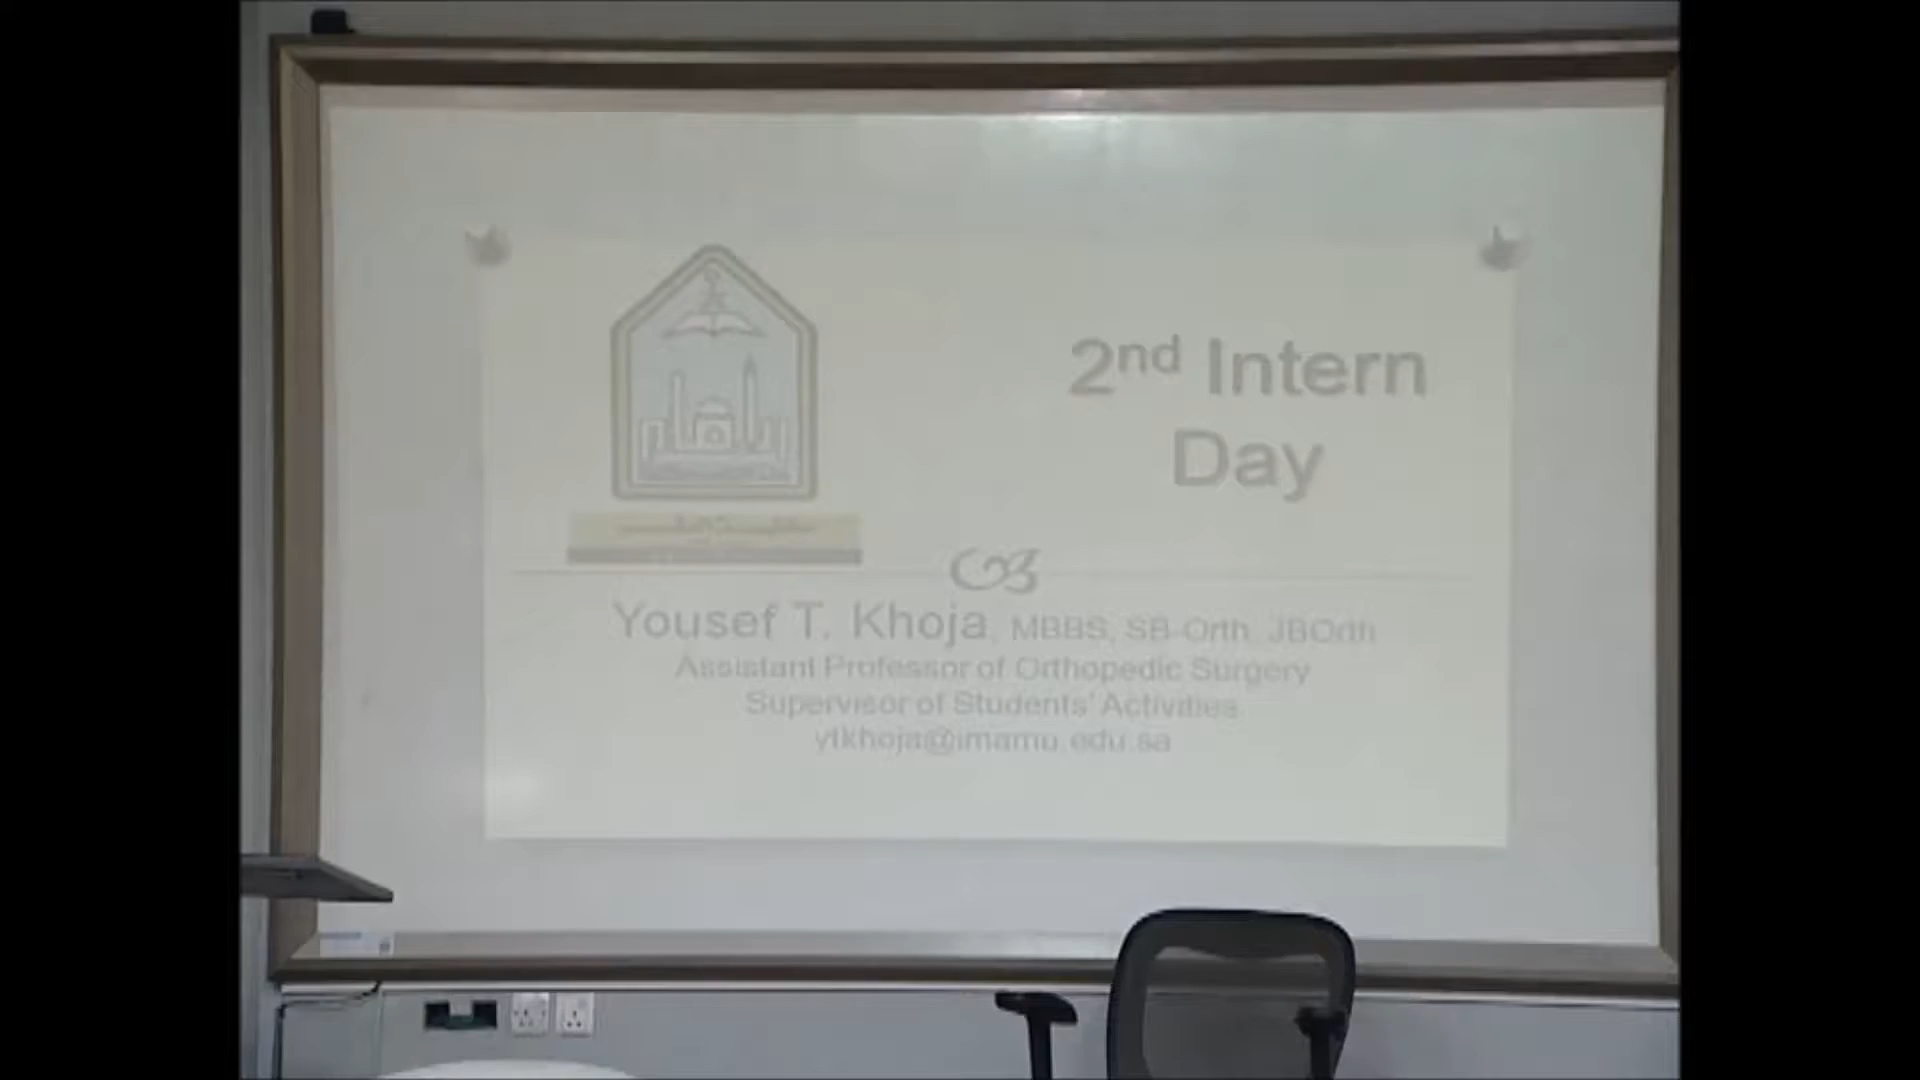 2nd Intern
Day
Yousef T. Khoja, MBBS, SB-Orth, JBOrth
Assistant Professor of Orthopedic Surgery
Supervisor of Students' Activities
ytkhoja@imamu.edu.sa